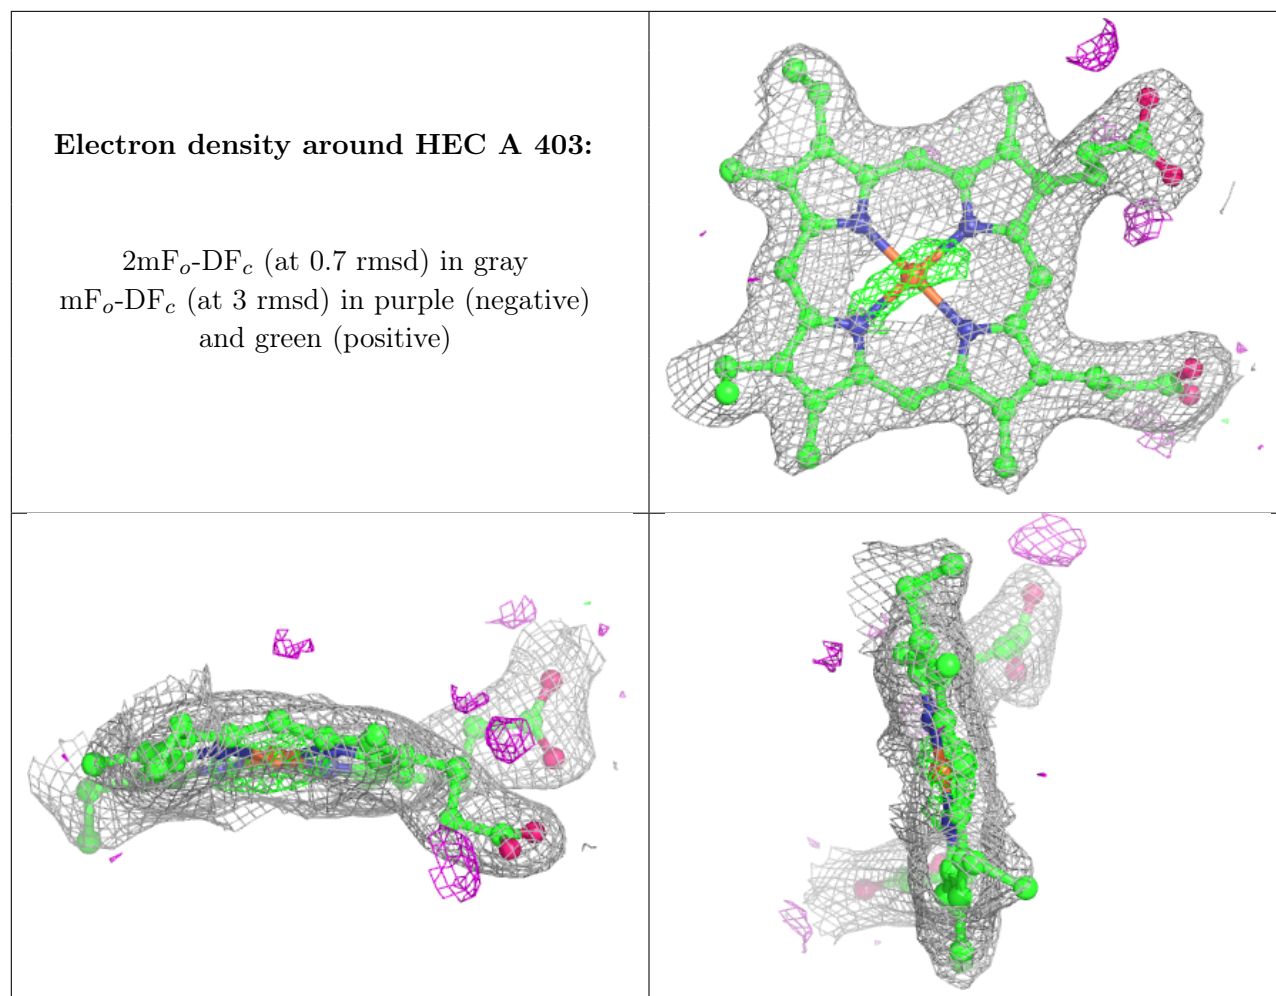 Electron density around HEC A 403:
2mFo-DFc (at 0.7 rmsd) in gray
mFo-DFc (at 3 rmsd) in purple (negative)
and green (positive)